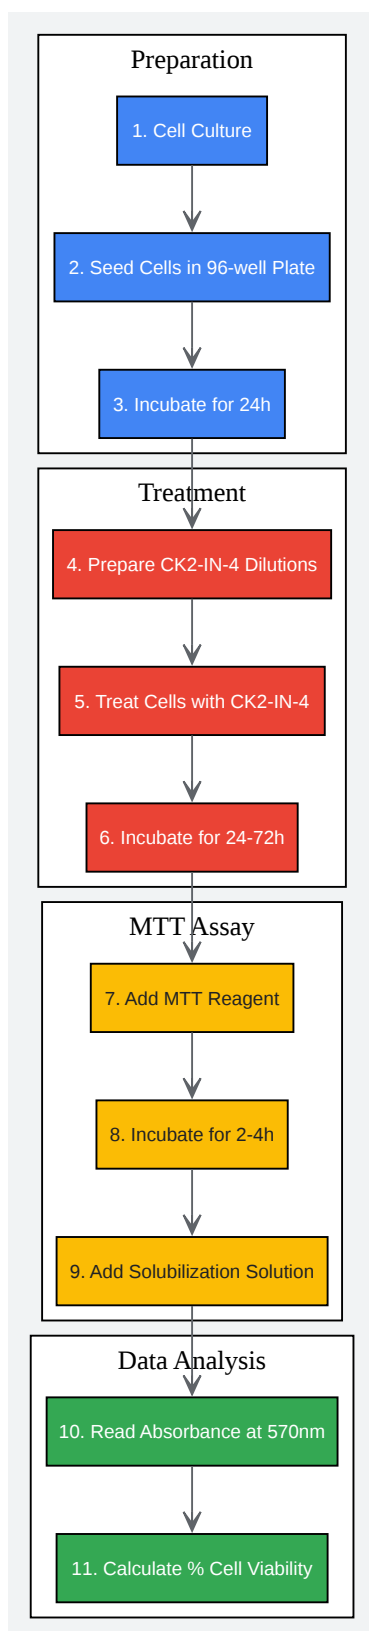 Preparation
1. Cell Culture
2. Seed Cells in 96-well Plate
3. Incubate for 24h
Treatment
4. Prepare CK2-IN-4 Dilutions
5. Treat Cells with CK2-IN-4
6. Incubate for 24-72h
MTT Assay
7. Add MTT Reagent
8. Incubate for 2-4h
9. Add Solubilization Solution
Data Analysis
10. Read Absorbance at 570nm
11. Calculate % Cell Viability